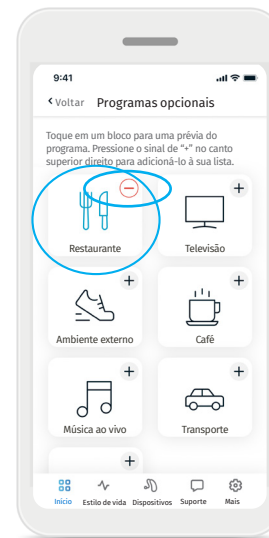 9:41
Voltar Programas opcionais
Toque em um bloco para uma prévia do
programa. Pressione o sinal de "+" no canto
superior direito para adicioná-lo à sua lista.
Restaurante Televisão
Ambiente externo Café
Música ao vivo Transporte
Início Estilo de vida Dispositivos Suporte Mais